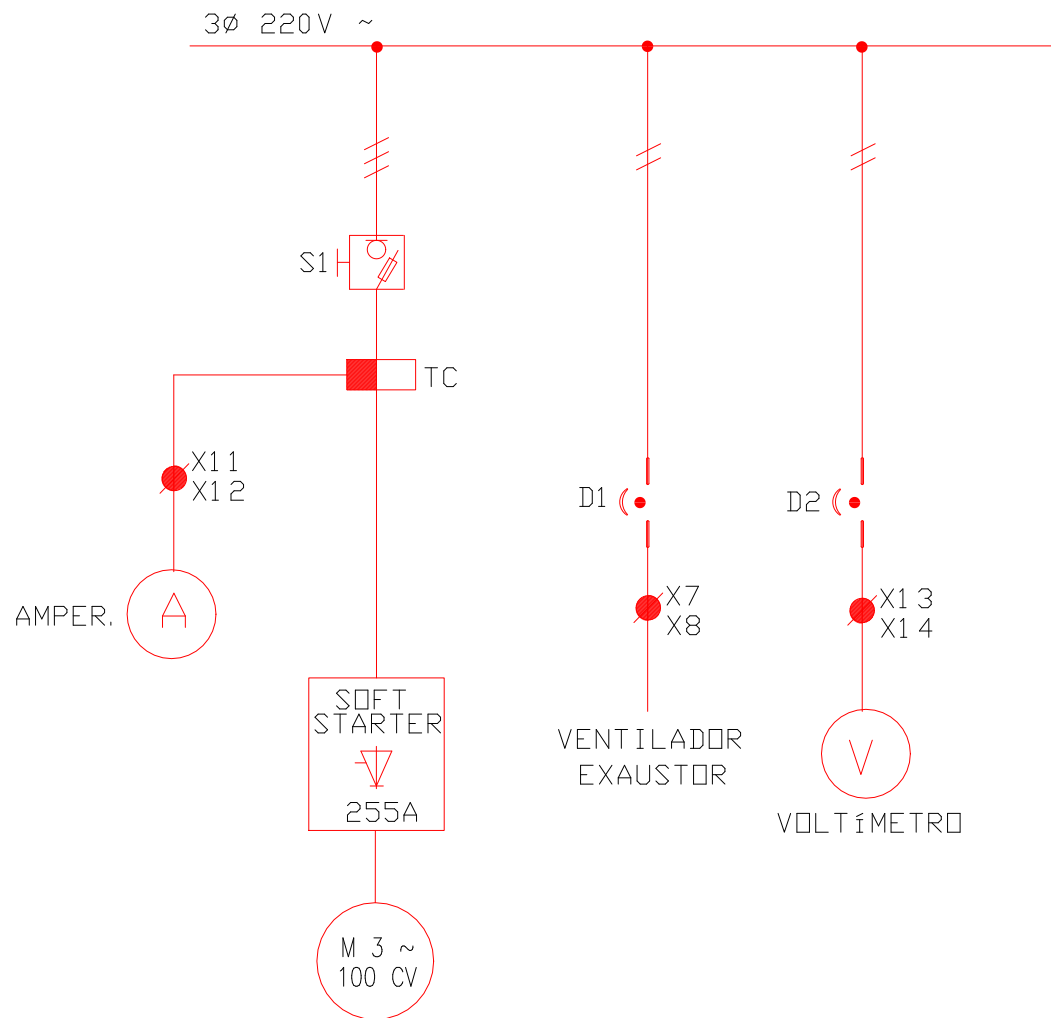 3ø 220V ~
S1
TC
X11
X12
AMPER.
A
SOFT
STARTER
255A
M 3 ~
100 CV
D1
X7
X8
VENTILADOR
EXAUSTOR
D2
X13
X14
V
VOLTíMETRO